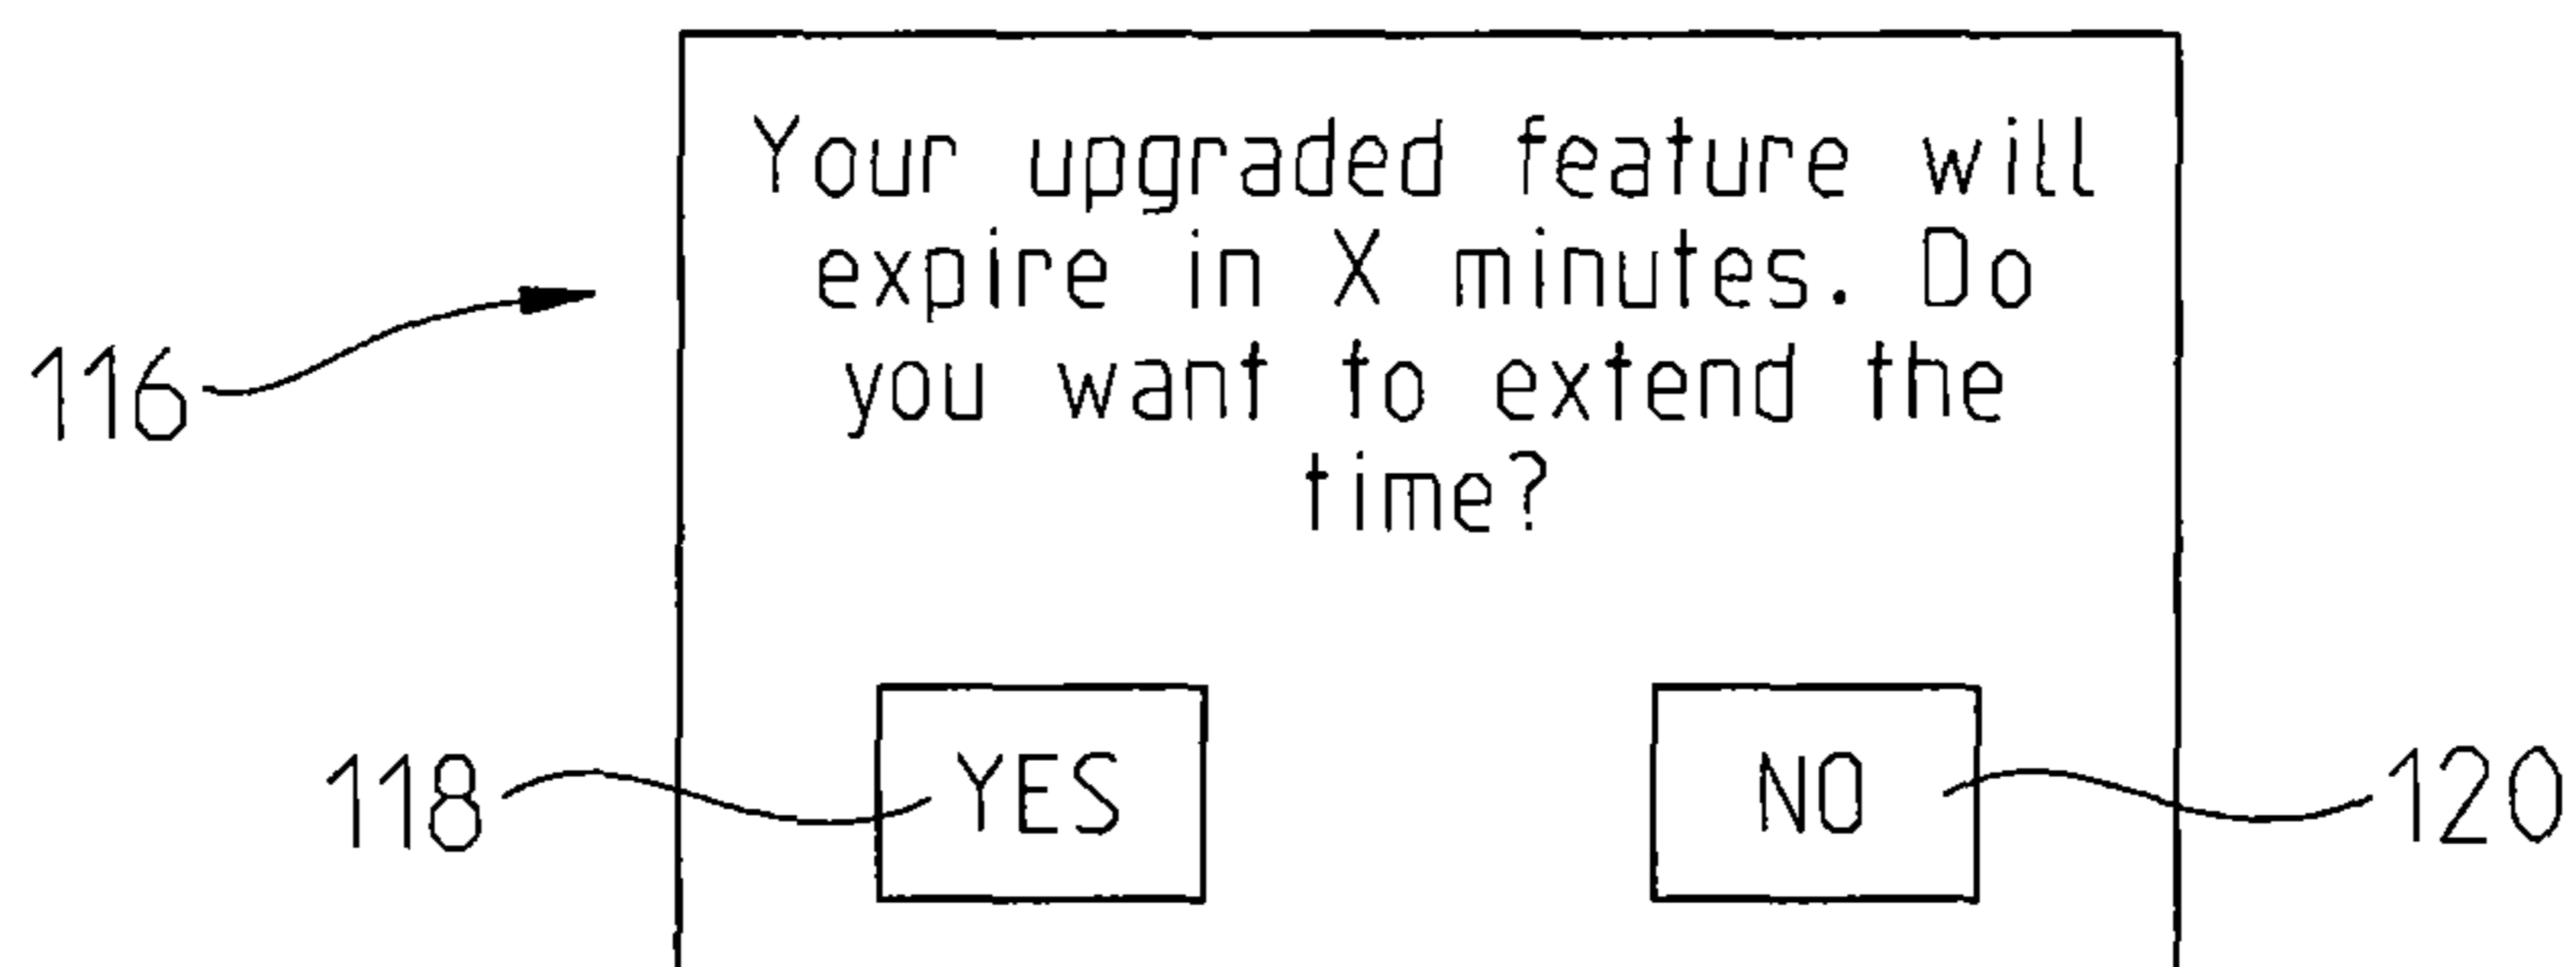 Your upgraded feature will
expire in X minutes. Do
you want to extend the
time?
116
118
YES
NO
120